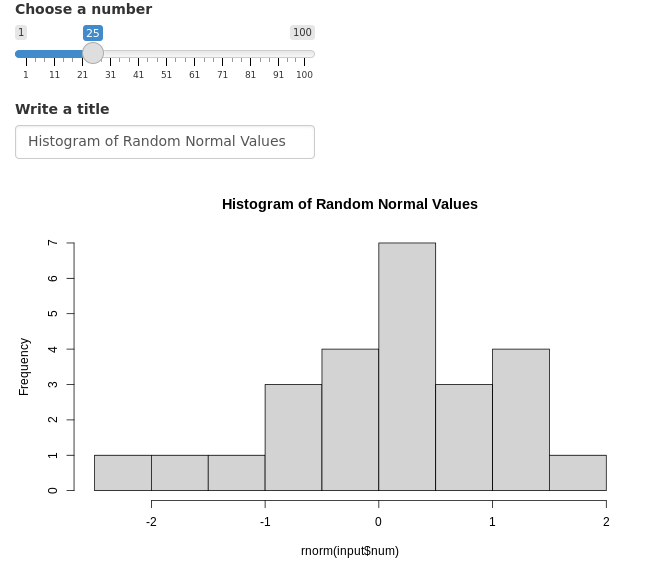 Choose a number
1 25 100
1 11 21 31 41 51 61 71 81 91 100
Write a title
Histogram of Random Normal Values
Histogram of Random Normal Values
7
6
5
4
3
2
1
0
Frequency
-2 -1 0 1 2
rnorm(input$num)